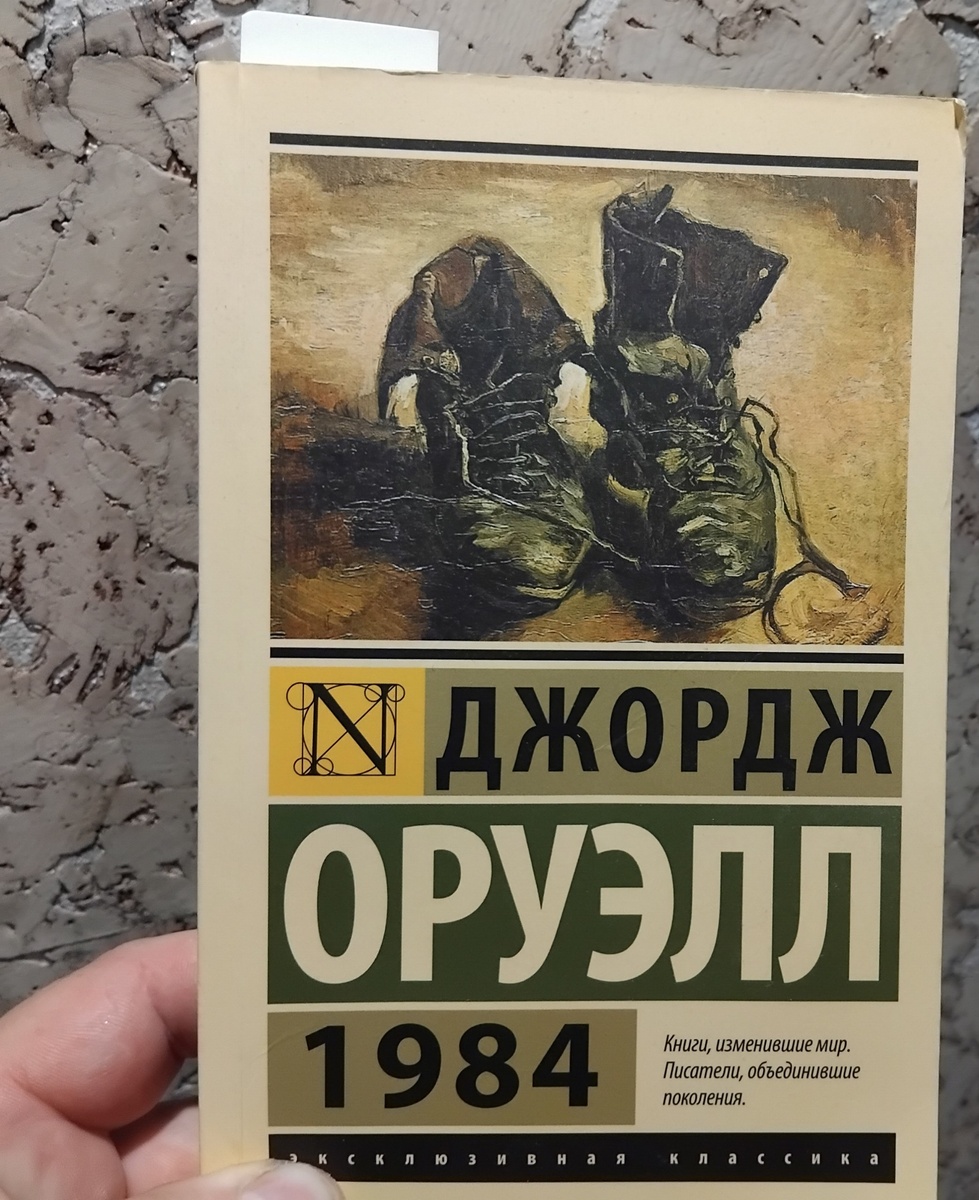 N ДЖОРДЖ
ОРУЭЛЛ
1984
Книги, изменившие мир.
Писатели, объединившие
поколения.
эксклюзивная классика